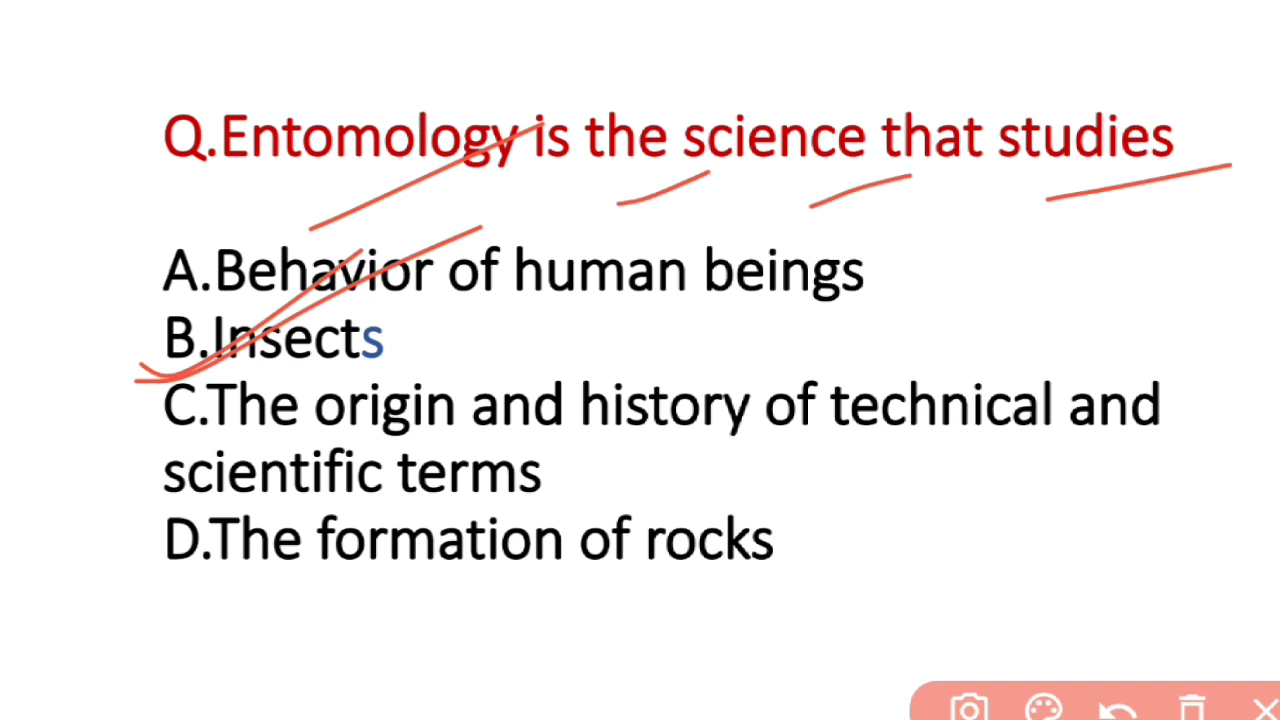 Q.Entomology is the science that studies
A.Behavior of human beings
B.Insects
C.The origin and history of technical and
scientific terms
D.The formation of rocks